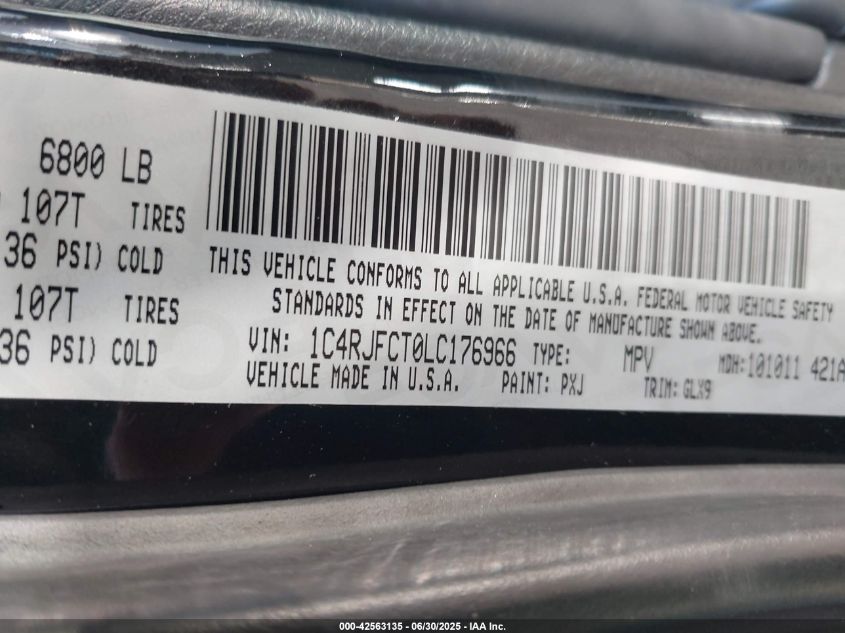 6800 LB
107T TIRES
36 PSI) COLD
107T TIRES
36 PSI) COLD
THIS VEHICLE CONFORMS TO ALL APPLICABLE U.S.A. FEDERAL MOTOR VEHICLE SAFETY
STANDARDS IN EFFECT ON THE DATE OF MANUFACTURE SHOWN ABOVE.
VIN: 1C4RJFCT0LC176966 TYPE: MPV MDH:101011 421A
VEHICLE MADE IN U.S.A. PAINT: PXJ TRIM: GLX9
000-42563135 - 06/30/2025 - IAA Inc.